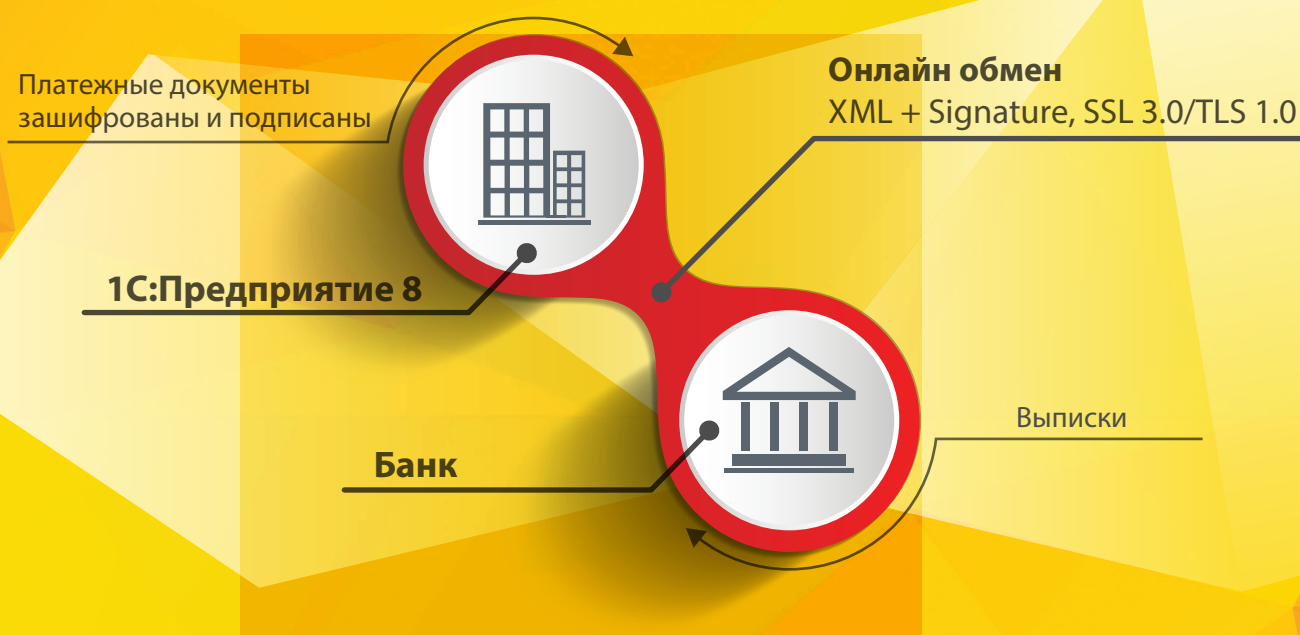 Платежные документы
зашифрованы и подписаны
Онлайн обмен
XML + Signature, SSL 3.0/TLS 1.0
1С:Предприятие 8
Выписки
Банк